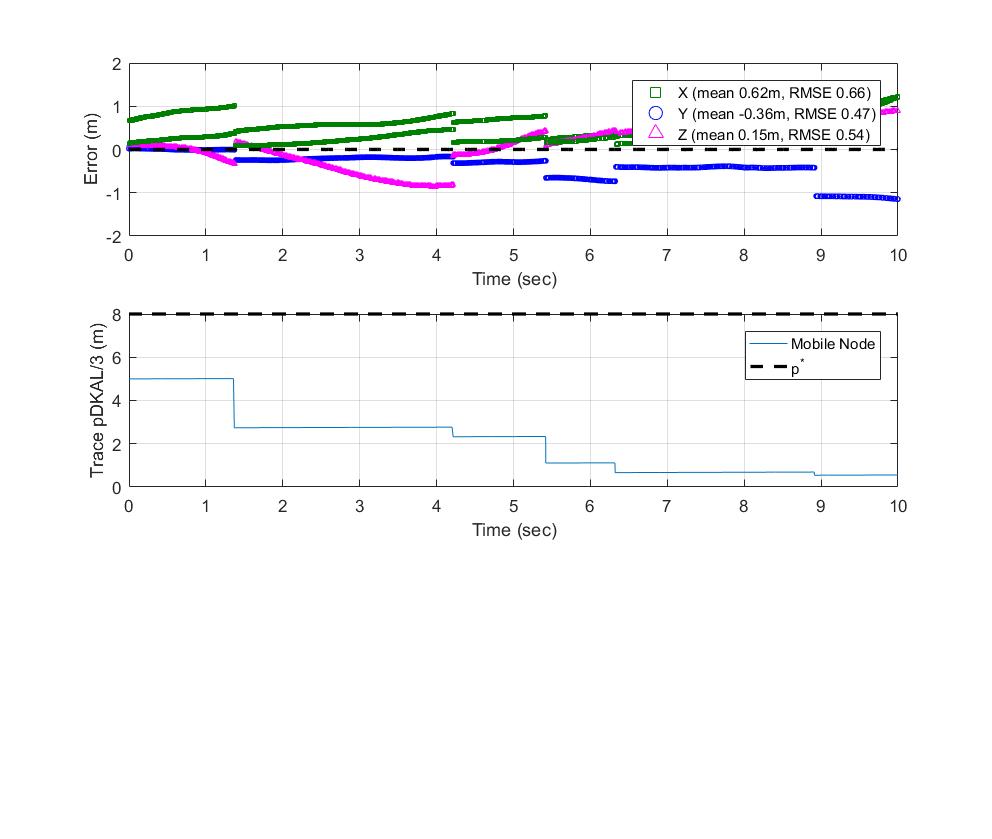 2
1
0
-1
-2
Error (m)
X (mean 0.62m, RMSE 0.66)
Y (mean -0.36m, RMSE 0.47)
Z (mean 0.15m, RMSE 0.54)
0 1 2 3 4 5 6 7 8 9 10
Time (sec)
8
6
4
2
0
Trace pDKAL/3 (m)
Mobile Node
p*
0 1 2 3 4 5 6 7 8 9 10
Time (sec)